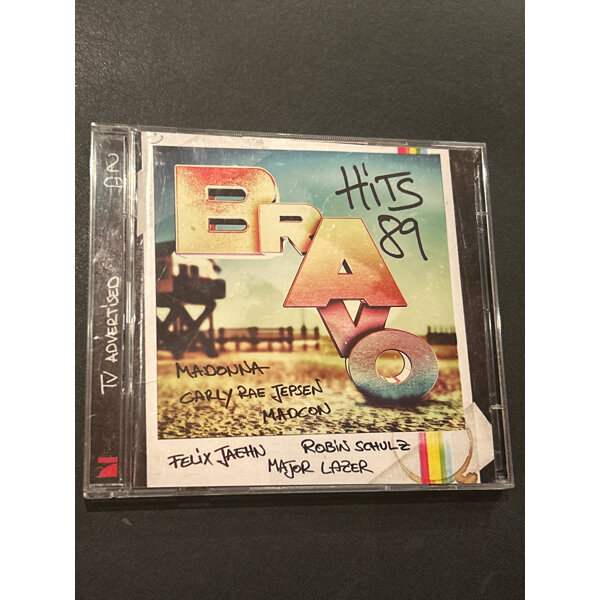 BRAVO
HiTS
89
MADONNA
CARLY RAE JEPSEN
MADCON
FELIX JAEHN
ROBIN SCHULZ
MAJOR LAZER
TV ADVERTISED